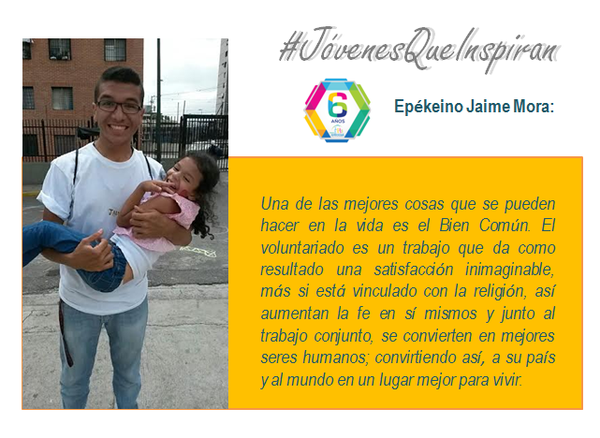 #JóvenesQueInspiran
6
AÑOS
Epékeino Jaime Mora:
Una de las mejores cosas que se pueden
hacer en la vida es el Bien Común. El
voluntariado es un trabajo que da como
resultado una satisfacción inimaginable,
más si está vinculado con la religión, así
aumentan la fe en sí mismos y junto al
trabajo conjunto, se convierten en mejores
seres humanos; convirtiendo así, a su país
y al mundo en un lugar mejor para vivir.